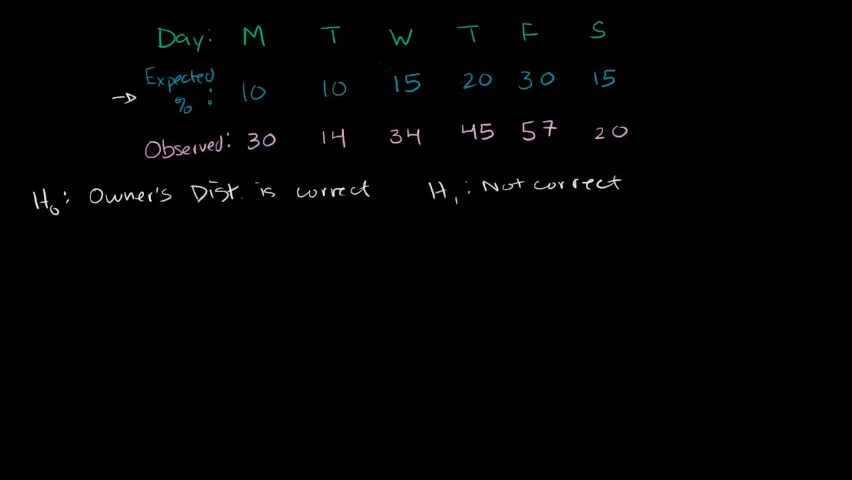 Day: M T W T F S
Expected % : 10 10 15 20 30 15
Observed: 30 14 34 45 57 20
H₀: Owner's Dist. is correct H₁: Not correct